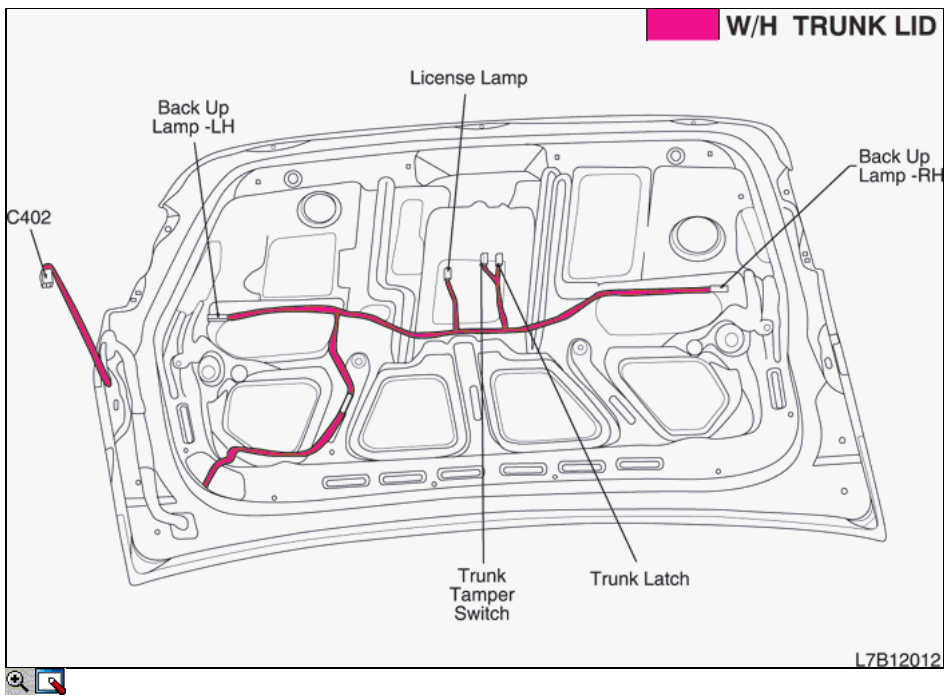 W/H TRUNK LID
License Lamp
Back Up
Lamp -LH
Back Up
Lamp -RH
C402
Trunk
Tamper
Switch
Trunk Latch
L7B12012